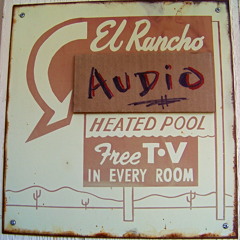 El Rancho
AUDIO
HEATED POOL
Free T•V
IN EVERY ROOM